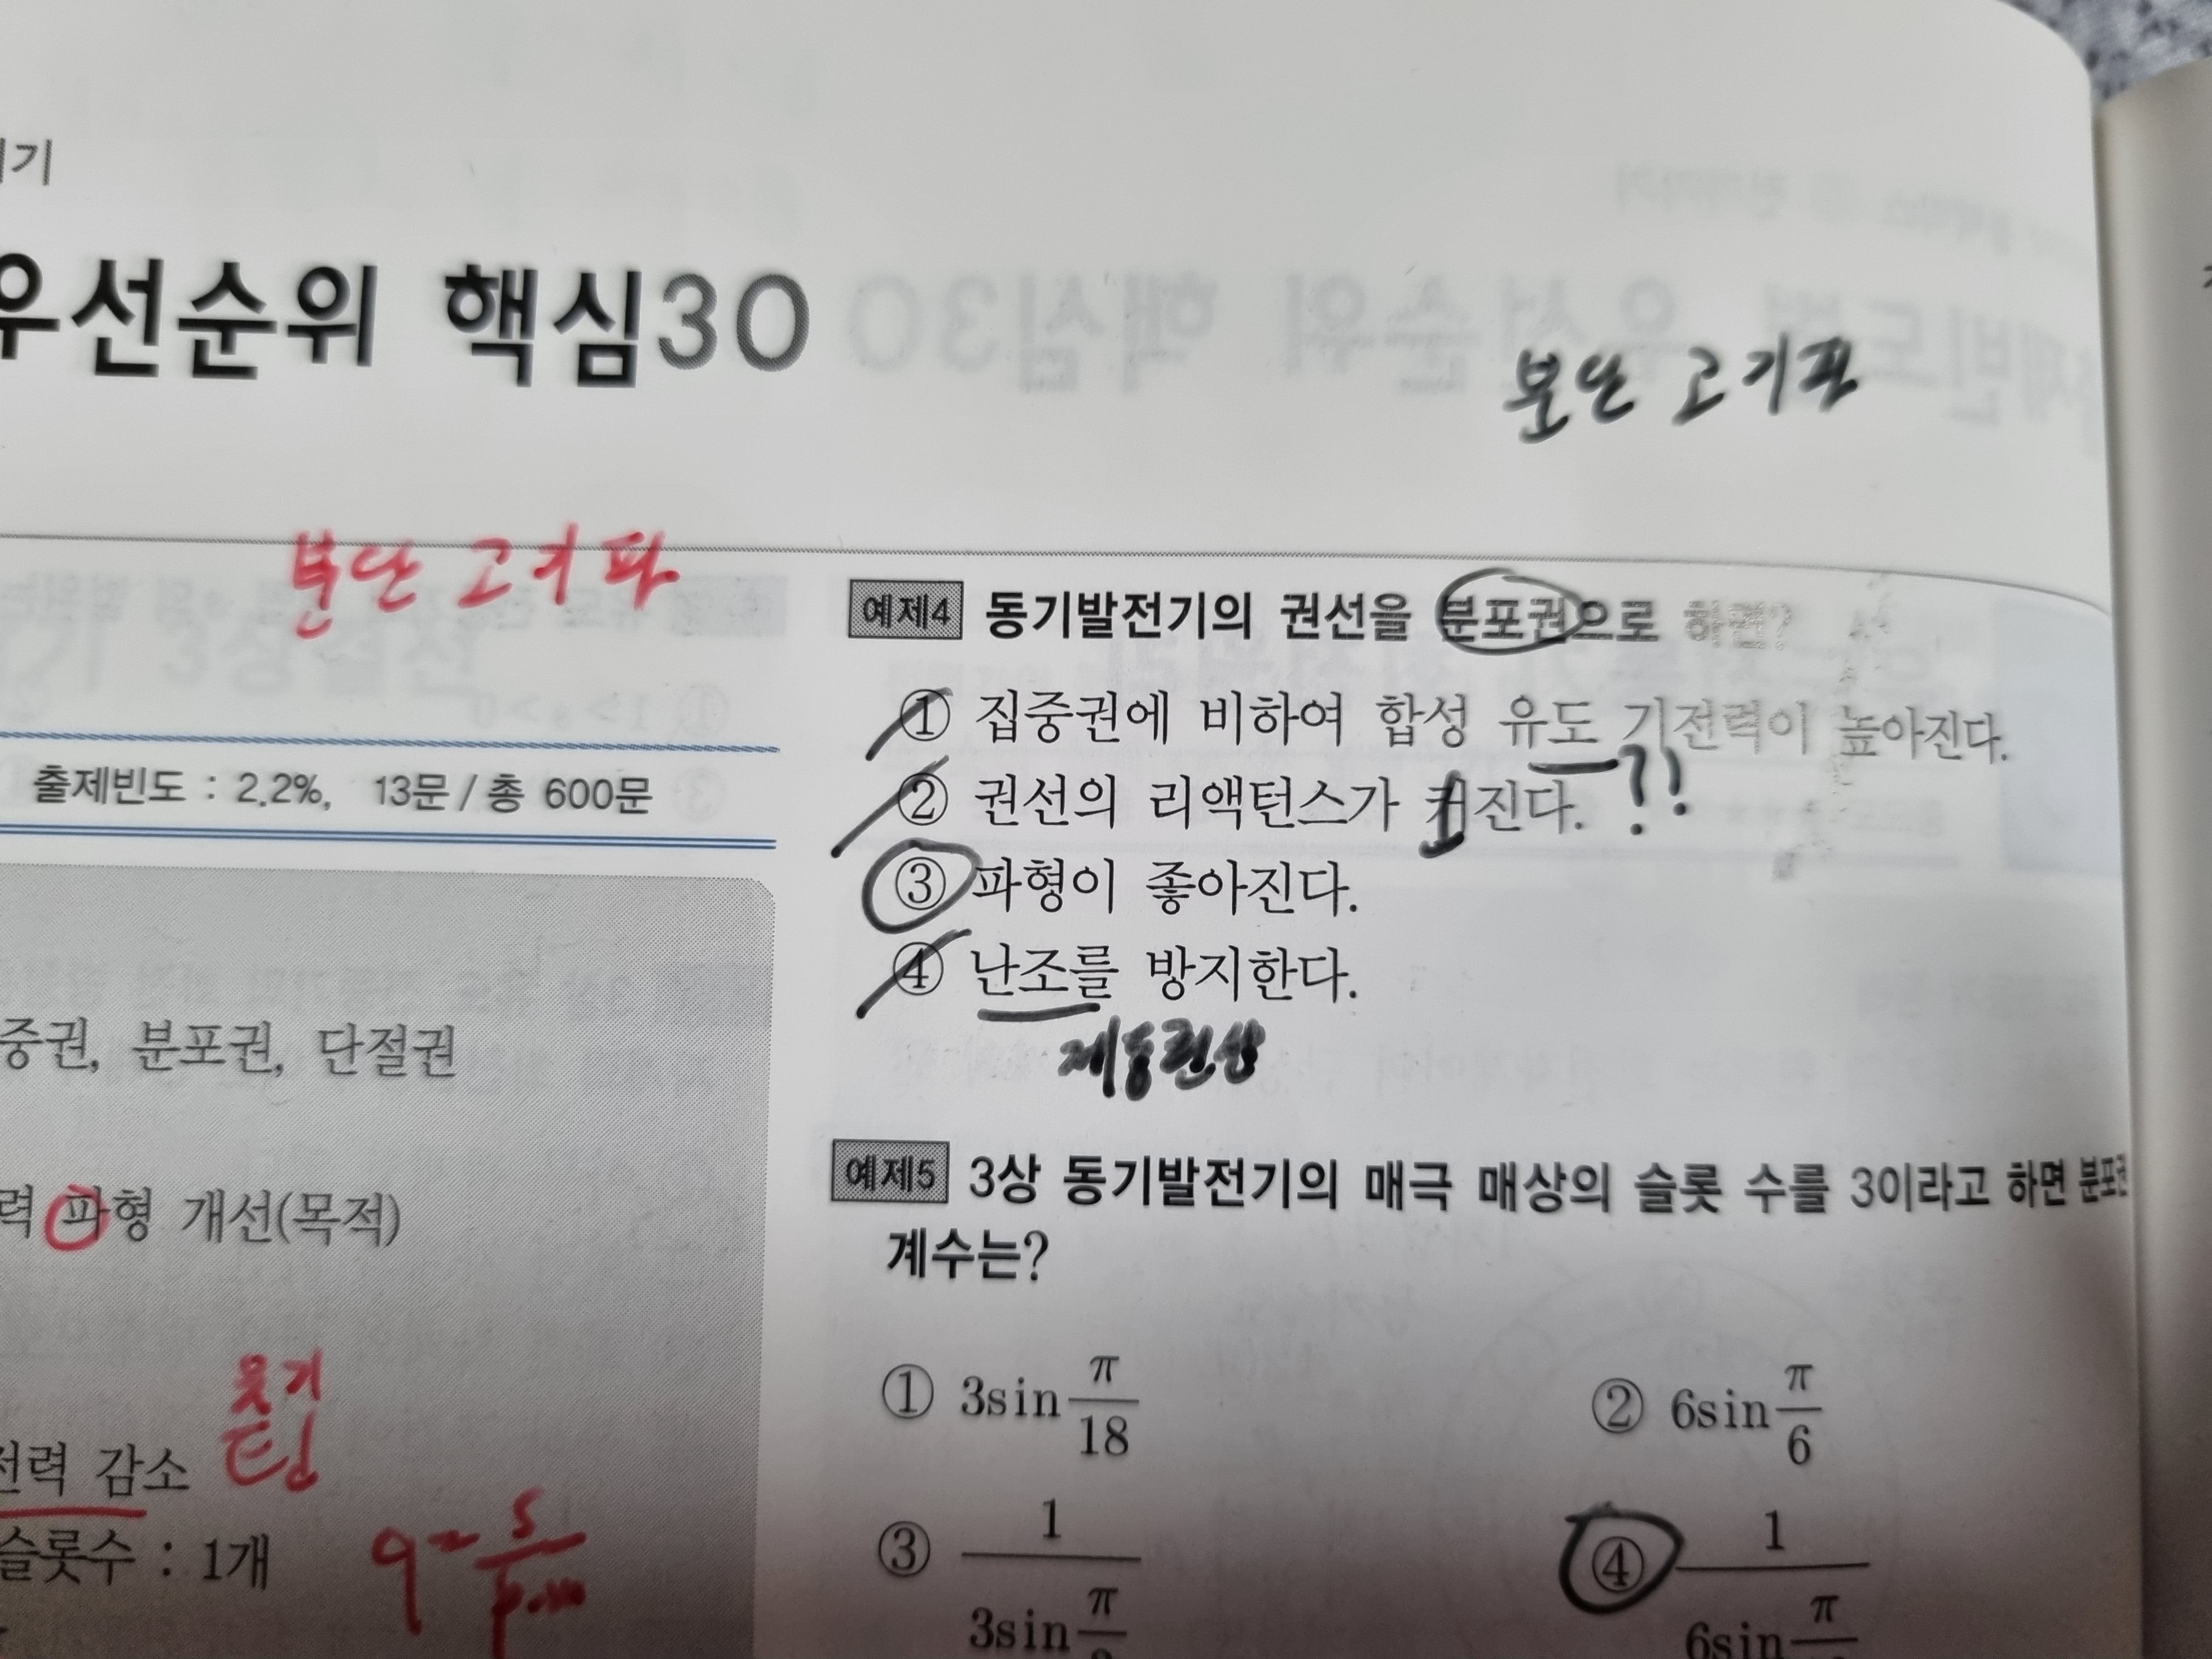 기
우선순위 핵심30
분단 고기파
분단 고기파
출제빈도 : 2.2%, 13문 / 총 600문
중권, 분포권, 단절권
력 파형 개선(목적)
전력 감소
슬롯수 : 1개
q = s
예제4 동기발전기의 권선을 분포권으로 하면?
① 집중권에 비하여 합성 유도 기전력이 높아진다.
② 권선의 리액턴스가 커진다. ?!
③ 파형이 좋아진다.
④ 난조를 방지한다.
제동권선
예제5 3상 동기발전기의 매극 매상의 슬롯 수를 3이라고 하면 분포권
계수는?
① 3sin π/18
② 6sin π/6
③ 1/3sin π
④ 1/6sin π